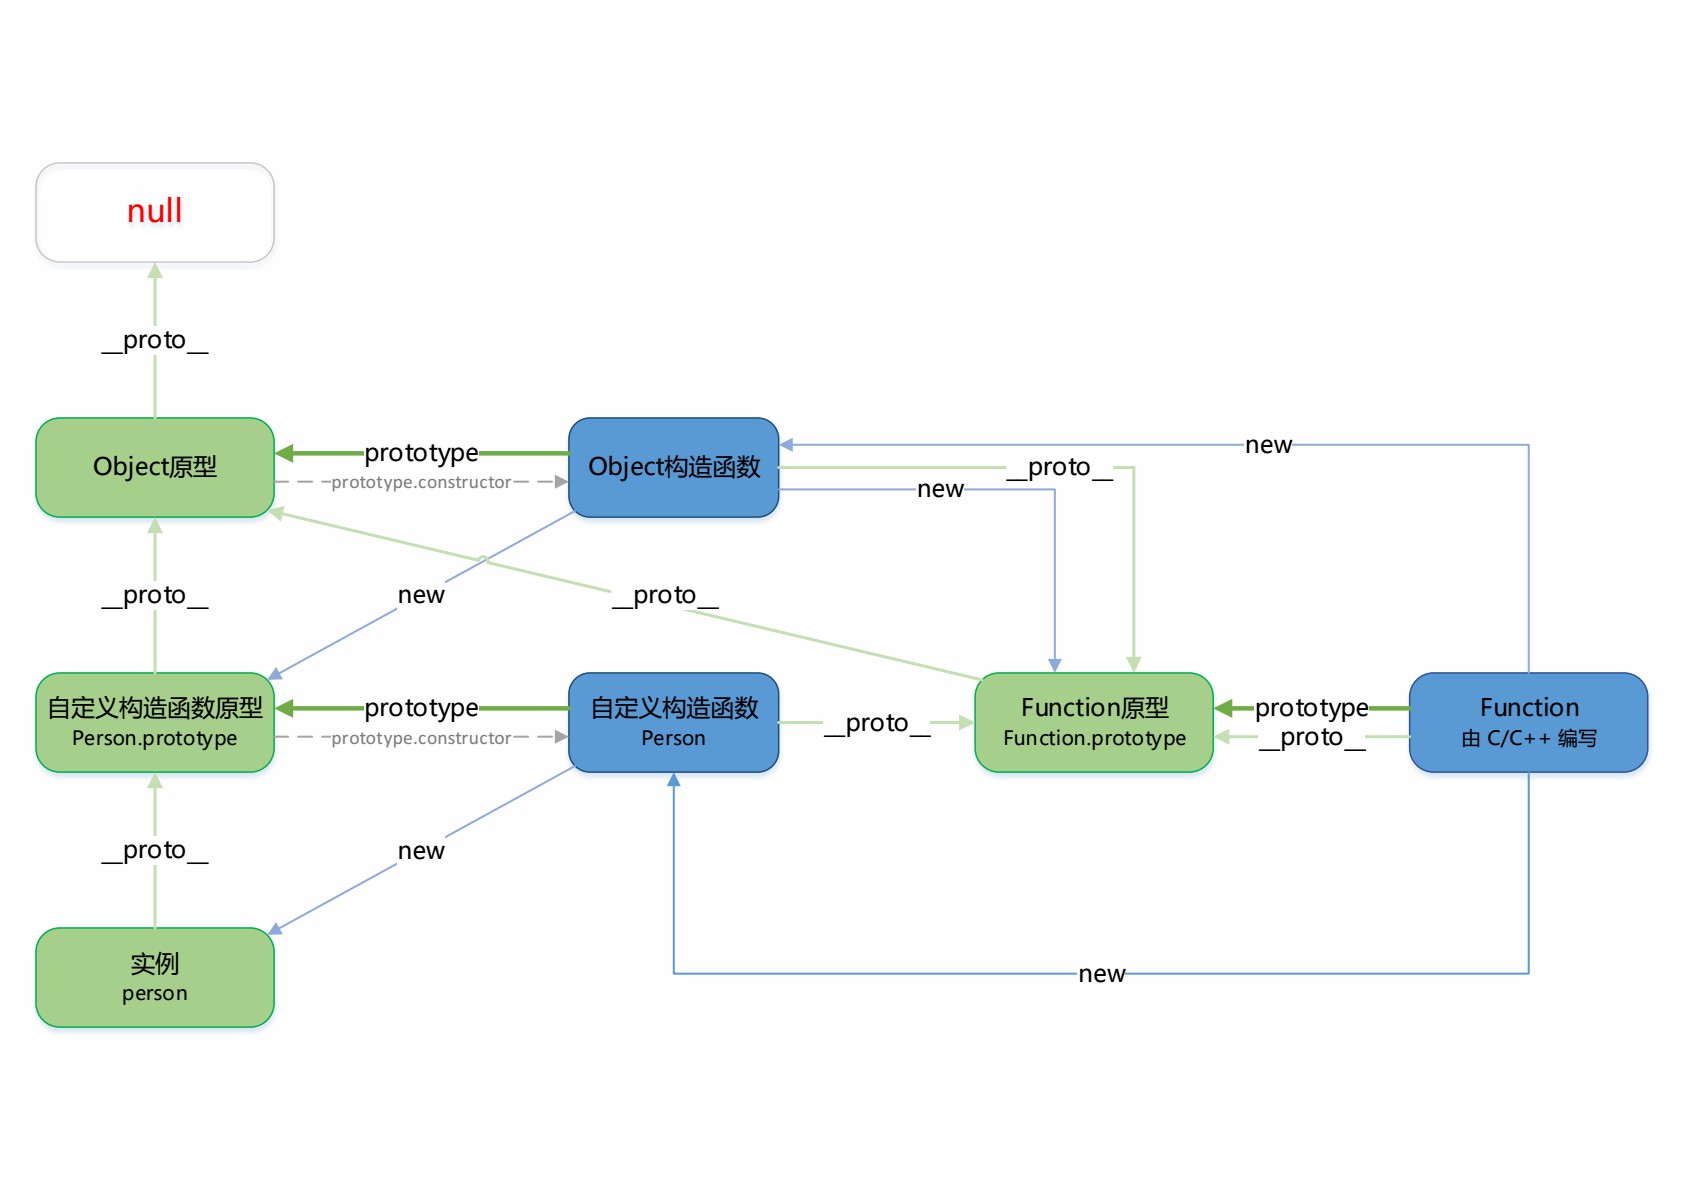 null
__proto__
Object原型
prototype
prototype.constructor
Object构造函数
new
__proto__
new
__proto__
new
__proto__
自定义构造函数原型
Person.prototype
prototype
prototype.constructor
自定义构造函数
Person
__proto__
Function原型
Function.prototype
prototype
__proto__
Function
由 C/C++ 编写
__proto__
new
实例
person
new